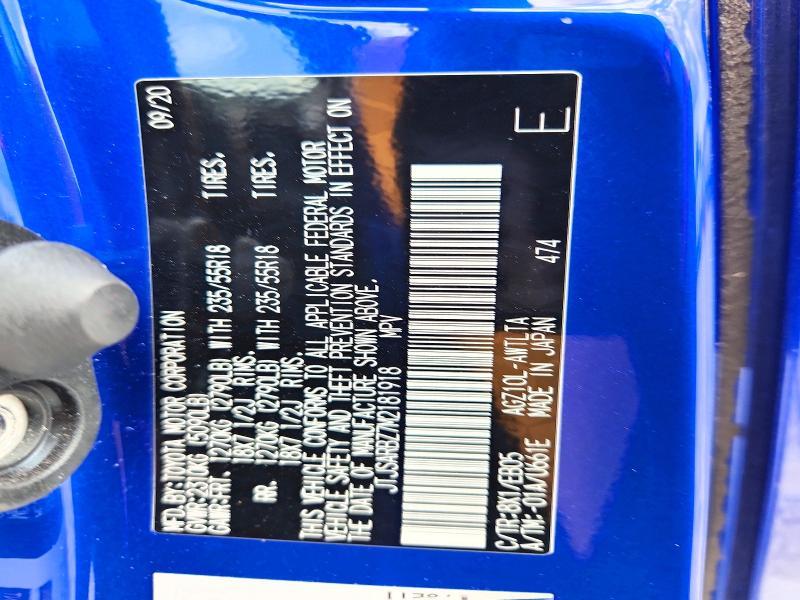 MFD. BY: TOYOTA MOTOR CORPORATION 09/20
GVWR: 2310KG (5090LB)
GAWR: FRT 1270KG (2790LB) WITH 235/55R18 TIRES,
18X7 1/2J RIMS.
RR. 1270KG (2790LB) WITH 235/55R18 TIRES,
18X7 1/2J RIMS.
THIS VEHICLE CONFORMS TO ALL APPLICABLE FEDERAL MOTOR
VEHICLE SAFETY AND THEFT PREVENTION STANDARDS IN EFFECT ON
THE DATE OF MANUFACTURE SHOWN ABOVE.
JTJSARBZ7N2181918 MPV
C/TR: 8X1/EB05 AGZ10L-AWTLTA
A/TM: -01A/U661E MADE IN JAPAN 474 E